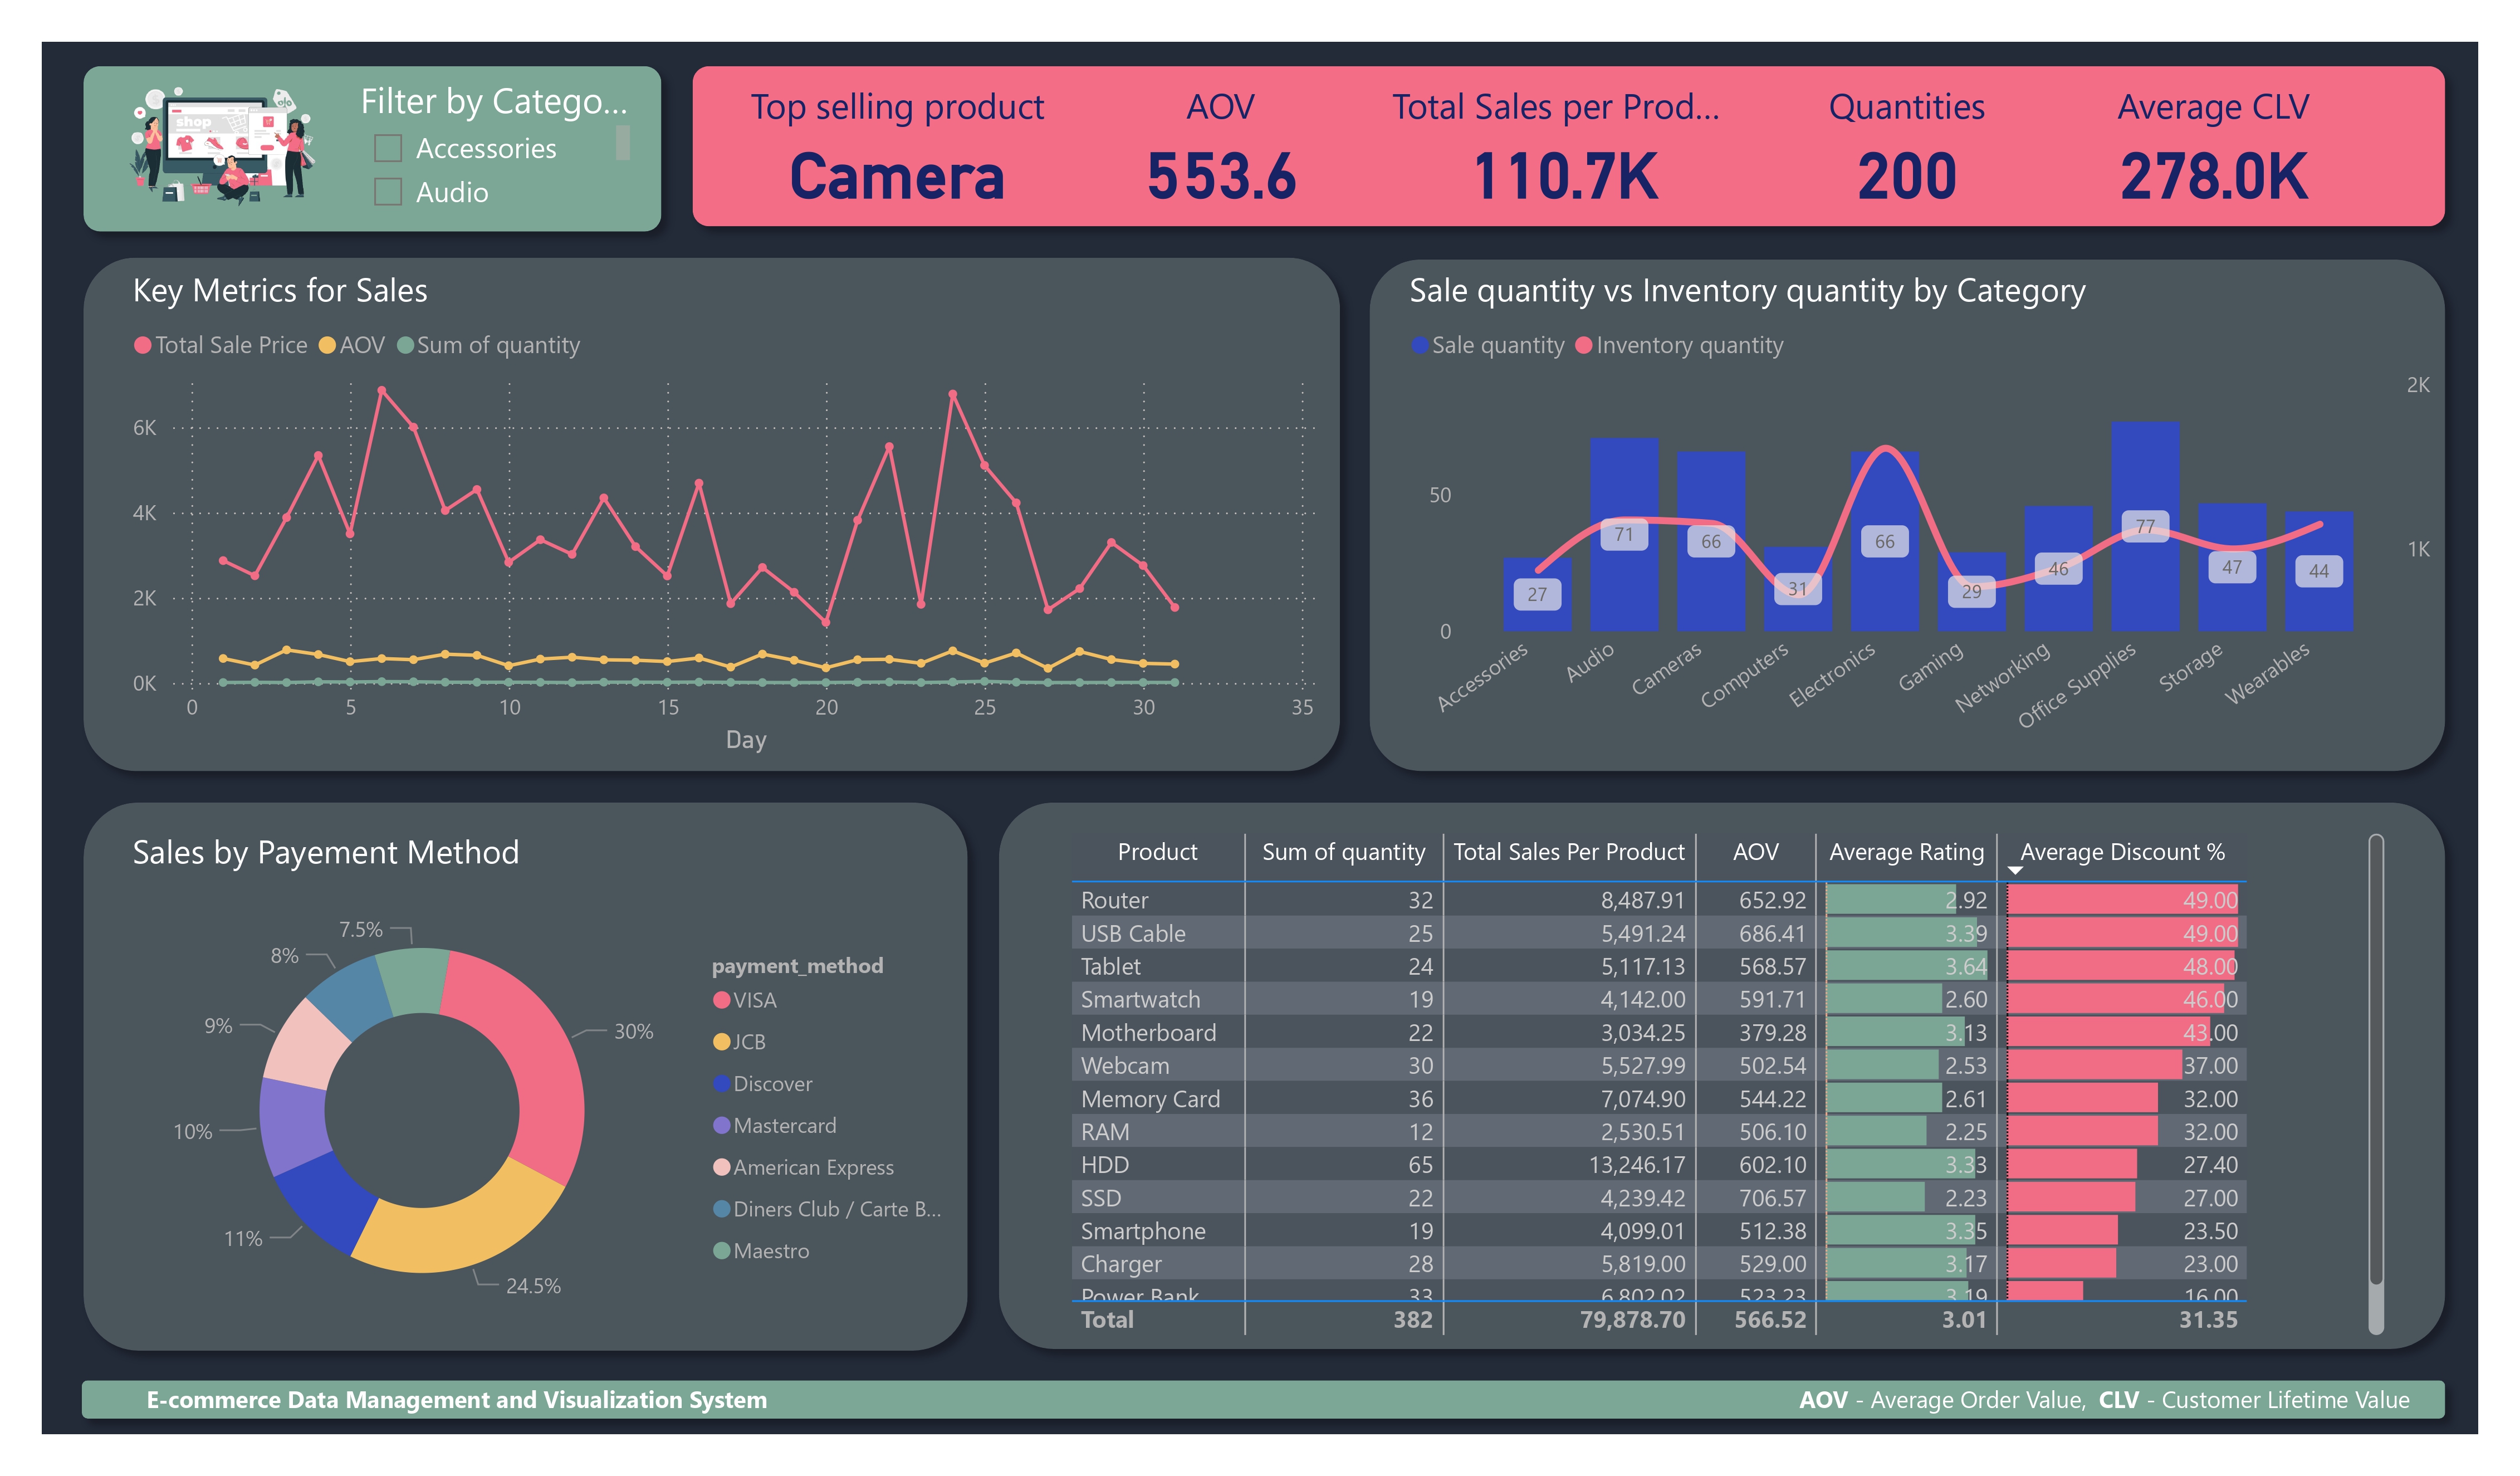 shop
Filter by Catego...
Accessories
Audio
Top selling product
Camera
AOV
553.6
Total Sales per Prod...
110.7K
Quantities
200
Average CLV
278.0K
Key Metrics for Sales
Total Sale Price AOV Sum of quantity
6K
4K
2K
0K
0 5 10 15 20 25 30 35
Day
Sale quantity vs Inventory quantity by Category
Sale quantity Inventory quantity
2K
50
1K
0
27 71 66 31 66 29 46 77 47 44
Accessories Audio Cameras Computers Electronics Gaming Networking Office Supplies Storage Wearables
Sales by Payement Method
7.5%
8%
9%
10%
11%
24.5%
30%
payment_method
VISA
JCB
Discover
Mastercard
American Express
Diners Club / Carte B...
Maestro
Product Sum of quantity Total Sales Per Product AOV Average Rating Average Discount %
Router 32 8,487.91 652.92 2.92 49.00
USB Cable 25 5,491.24 686.41 3.39 49.00
Tablet 24 5,117.13 568.57 3.64 48.00
Smartwatch 19 4,142.00 591.71 2.60 46.00
Motherboard 22 3,034.25 379.28 3.13 43.00
Webcam 30 5,527.99 502.54 2.53 37.00
Memory Card 36 7,074.90 544.22 2.61 32.00
RAM 12 2,530.51 506.10 2.25 32.00
HDD 65 13,246.17 602.10 3.33 27.40
SSD 22 4,239.42 706.57 2.23 27.00
Smartphone 19 4,099.01 512.38 3.35 23.50
Charger 28 5,819.00 529.00 3.17 23.00
Power Bank 33 6,802.02 523.23 3.19 16.00
Total 382 79,878.70 566.52 3.01 31.35
E-commerce Data Management and Visualization System
AOV - Average Order Value, CLV - Customer Lifetime Value